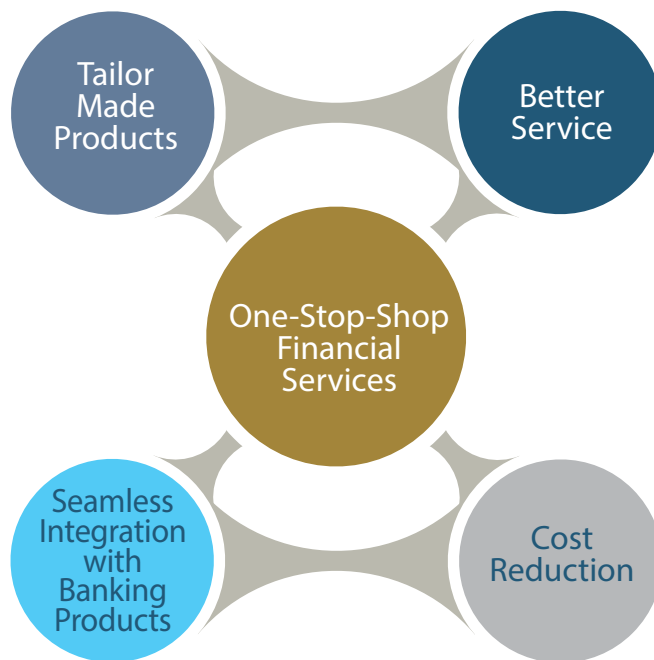 Tailor
Made
Products
Better
Service
One-Stop-Shop
Financial
Services
Seamless
Integration
with
Banking
Products
Cost
Reduction